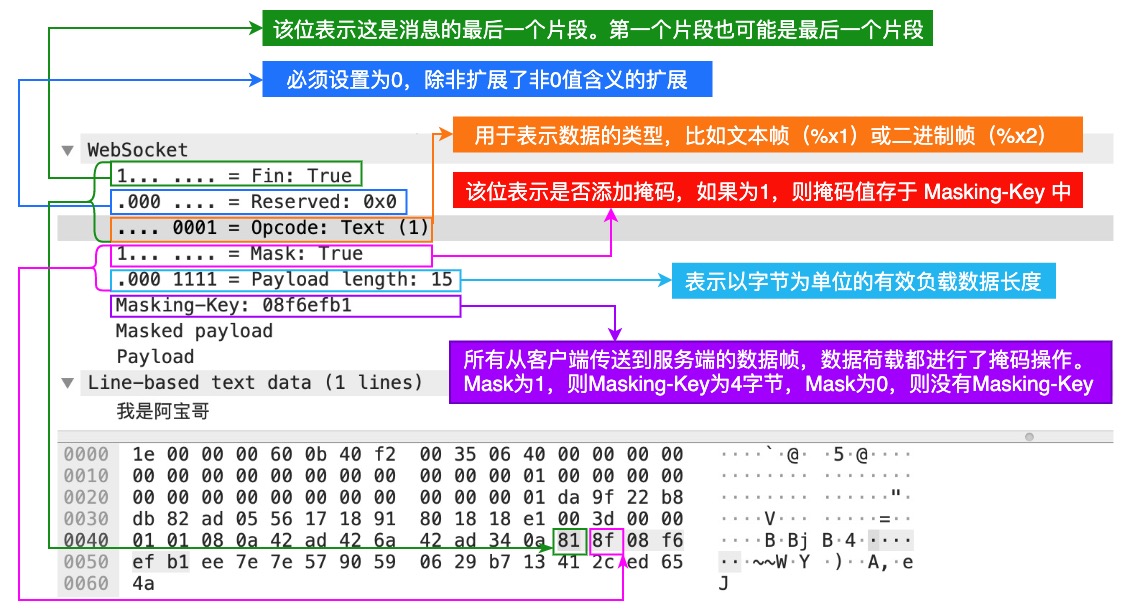 该位表示这是消息的最后一个片段。第一个片段也可能是最后一个片段
必须设置为0，除非扩展了非0值含义的扩展
用于表示数据的类型，比如文本帧（%x1）或二进制帧（%x2）
WebSocket
1... .... = Fin: True
该位表示是否添加掩码，如果为1，则掩码值存于 Masking-Key 中
.000 .... = Reserved: 0x0
.... 0001 = Opcode: Text (1)
1... .... = Mask: True
.000 1111 = Payload length: 15
表示以字节为单位的有效负载数据长度
Masking-Key: 08f6efb1
Masked payload
Payload
所有从客户端传送到服务端的数据帧，数据荷载都进行了掩码操作。
Mask为1，则Masking-Key为4字节，Mask为0，则没有Masking-Key
Line-based text data (1 lines)
我是阿宝哥
0000 1e 00 00 00 60 0b 40 f2 00 35 06 40 00 00 00 00 ····`·@· ·5·@····
0010 00 00 00 00 00 00 00 00 00 00 00 01 00 00 00 00 ········ ········
0020 00 00 00 00 00 00 00 00 00 00 00 01 da 9f 22 b8 ········ ······"·
0030 db 82 ad 05 56 17 18 91 80 18 18 e1 00 3d 00 00 ····V··· ·····=··
0040 01 01 08 0a 42 ad 42 6a 42 ad 34 0a 81 8f 08 f6 ····B·Bj B·4·····
0050 ef b1 ee 7e 7e 57 90 59 06 29 b7 13 41 2c ed 65 ···~~W·Y ·)··A,·e
0060 4a J